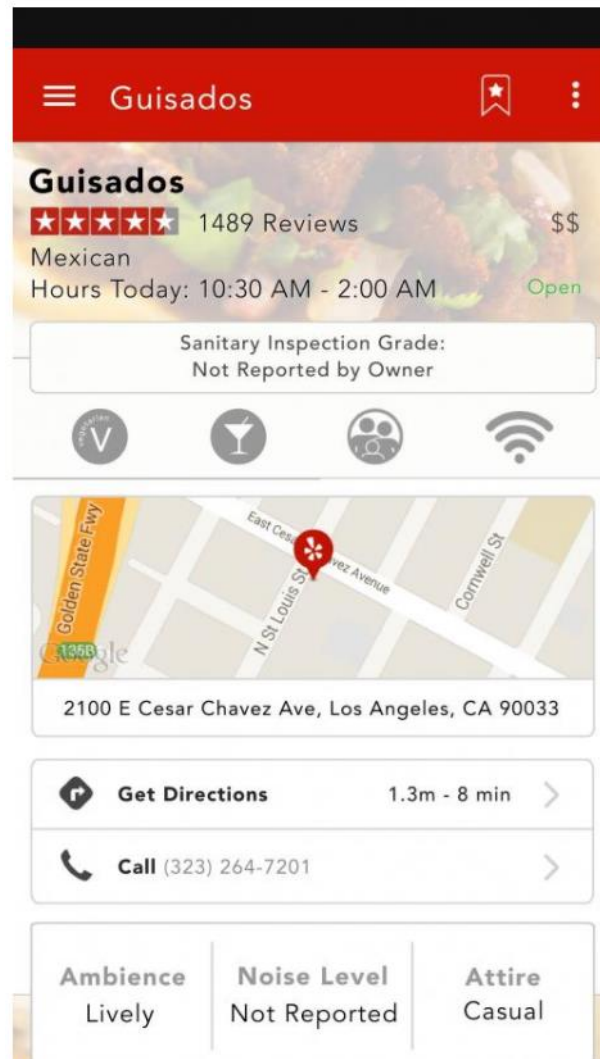 Guisados
Guisados
1489 Reviews $$
Mexican
Hours Today: 10:30 AM - 2:00 AM Open
Sanitary Inspection Grade:
Not Reported by Owner
vegetarian
V
Golden State Fwy
East Cesar Chavez Avenue
N St Louis St
Cornwell St
135B
Google
2100 E Cesar Chavez Ave, Los Angeles, CA 90033
Get Directions 1.3m - 8 min
Call (323) 264-7201
Ambience Noise Level Attire
Lively Not Reported Casual